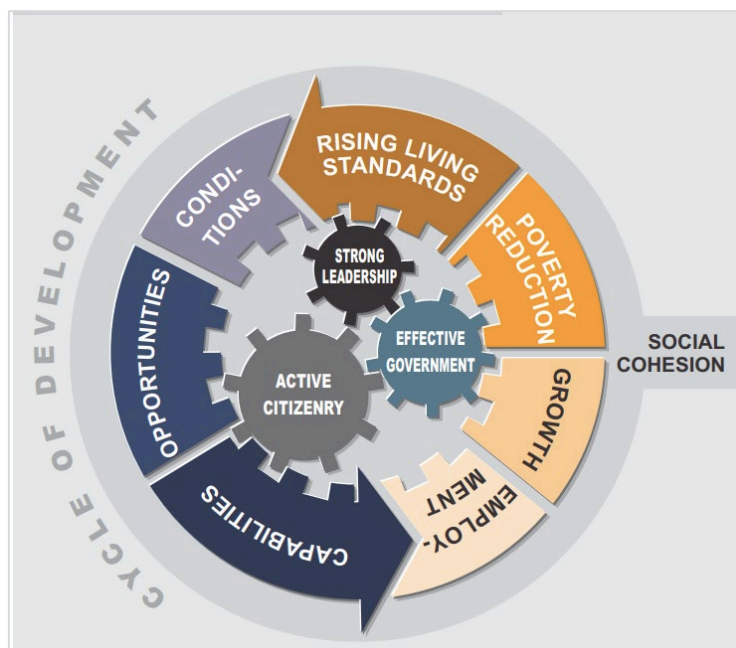 CYCLE OF DEVELOPMENT
RISING LIVING
STANDARDS
POVERTY
REDUCTION
GROWTH
EMPLOY-
MENT
CAPABILITIES
OPPORTUNITIES
CONDI-
TIONS
STRONG
LEADERSHIP
EFFECTIVE
GOVERNMENT
ACTIVE
CITIZENRY
SOCIAL
COHESION